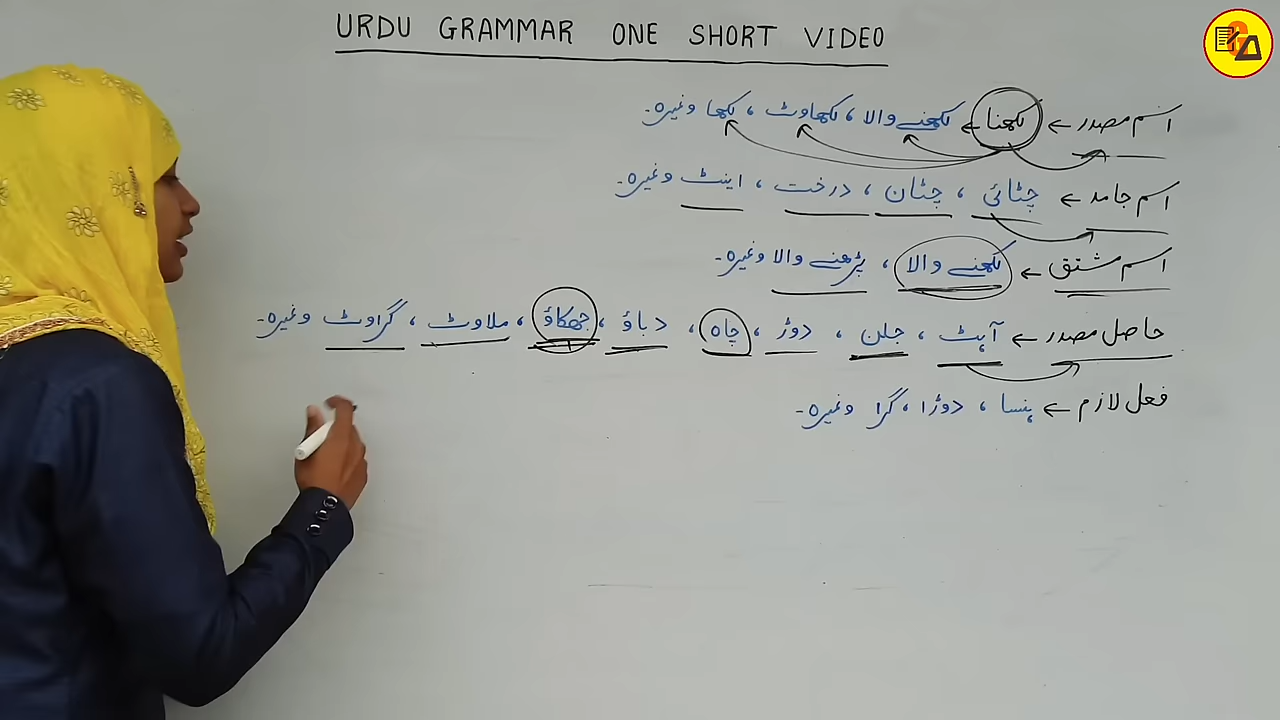 URDU GRAMMAR ONE SHORT VIDEO
اسم مصدر ← لکھنا ← لکھنے والا ، لکھاوٹ ، لکھا وغیرہ۔
اسم جامد ← چٹائی ، چٹان ، درخت ، اینٹ وغیرہ۔
اسم مشتق ← لکھنے والا ، پڑھنے والا وغیرہ۔
حاصل مصدر ← آہٹ ، جلن ، دوڑ ، چاہ ، دباؤ ، جھکاؤ ، ملاوٹ ، گراوٹ وغیرہ۔
فعل لازم ← ہنسا ، دوڑا ، گرا وغیرہ۔